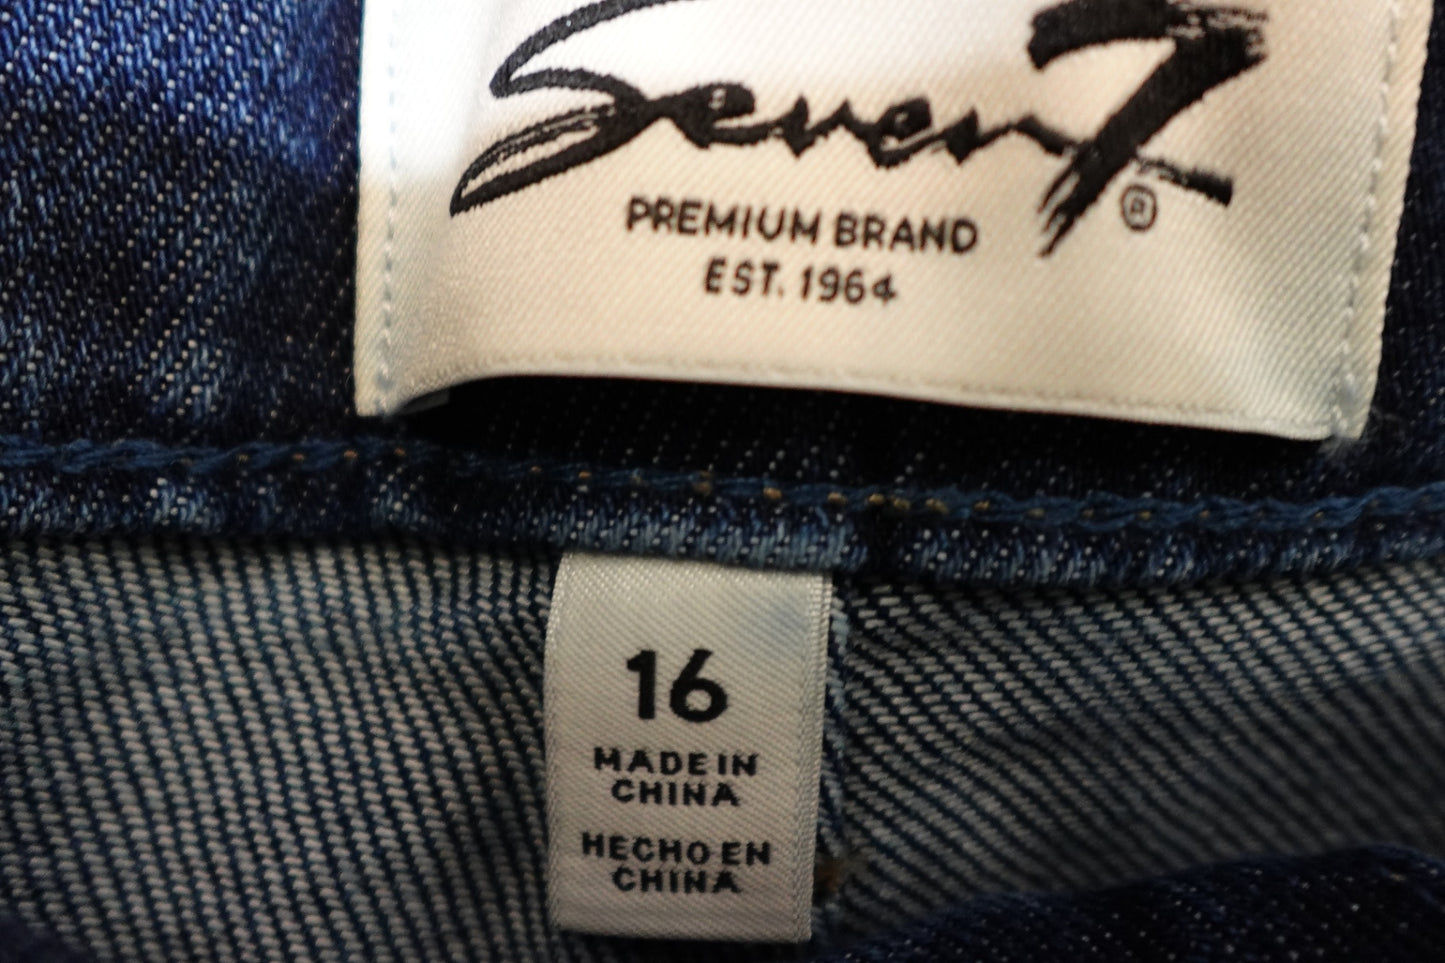 Seven7®
PREMIUM BRAND
EST. 1964
16
MADE IN
CHINA
HECHO EN
CHINA